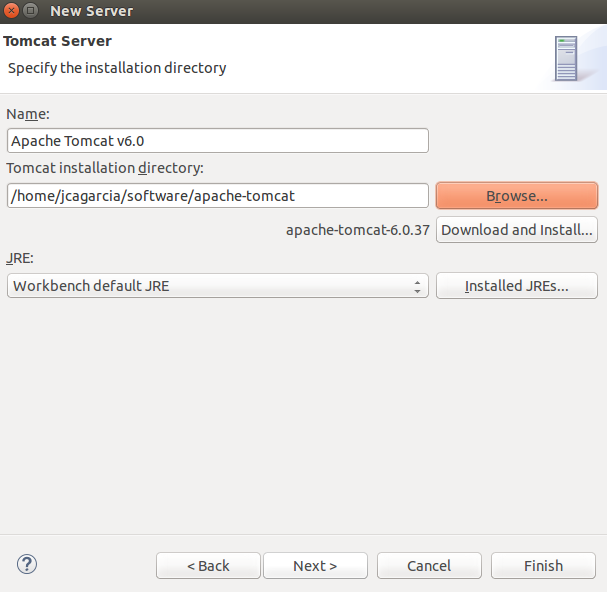 New Server
Tomcat Server
Specify the installation directory
Name:
Apache Tomcat v6.0
Tomcat installation directory:
/home/jcagarcia/software/apache-tomcat
Browse...
apache-tomcat-6.0.37
Download and Install...
JRE:
Workbench default JRE
Installed JREs...
?
< Back
Next >
Cancel
Finish